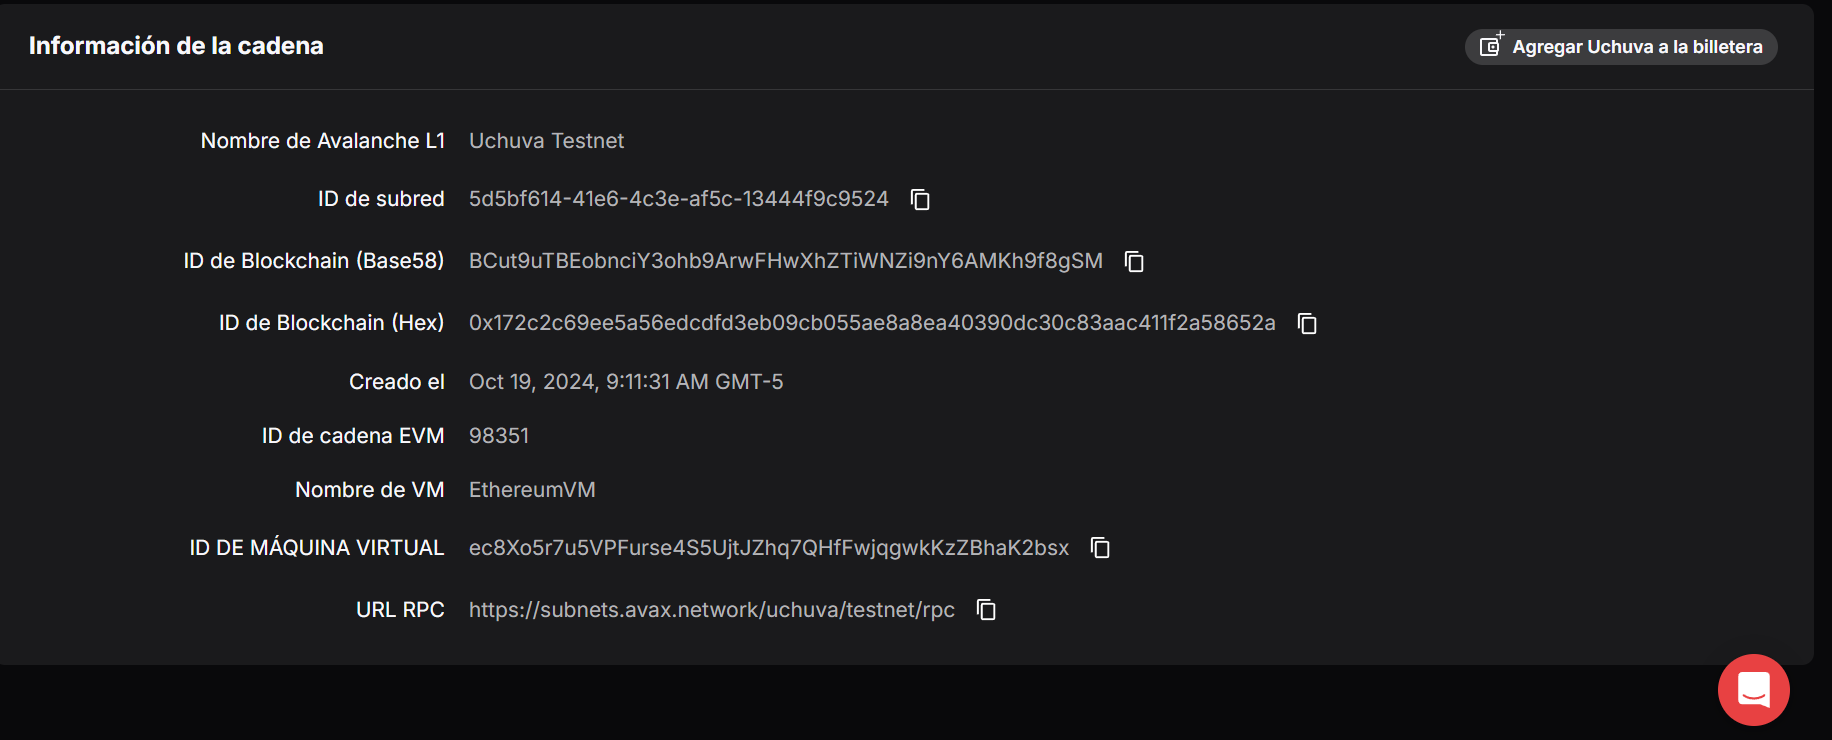 Información de la cadena
Agregar Uchuva a la billetera
Nombre de Avalanche L1 Uchuva Testnet
ID de subred 5d5bf614-41e6-4c3e-af5c-13444f9c9524
ID de Blockchain (Base58) BCut9uTBEobnciY3ohb9ArwFHwXhZTiWNZi9nY6AMKh9f8gSM
ID de Blockchain (Hex) 0x172c2c69ee5a56edcdfd3eb09cb055ae8a8ea40390dc30c83aac411f2a58652a
Creado el Oct 19, 2024, 9:11:31 AM GMT-5
ID de cadena EVM 98351
Nombre de VM EthereumVM
ID DE MÁQUINA VIRTUAL ec8Xo5r7u5VPFurse4S5UjtJZhq7QHfFwjqgwkKzZBhaK2bsx
URL RPC https://subnets.avax.network/uchuva/testnet/rpc